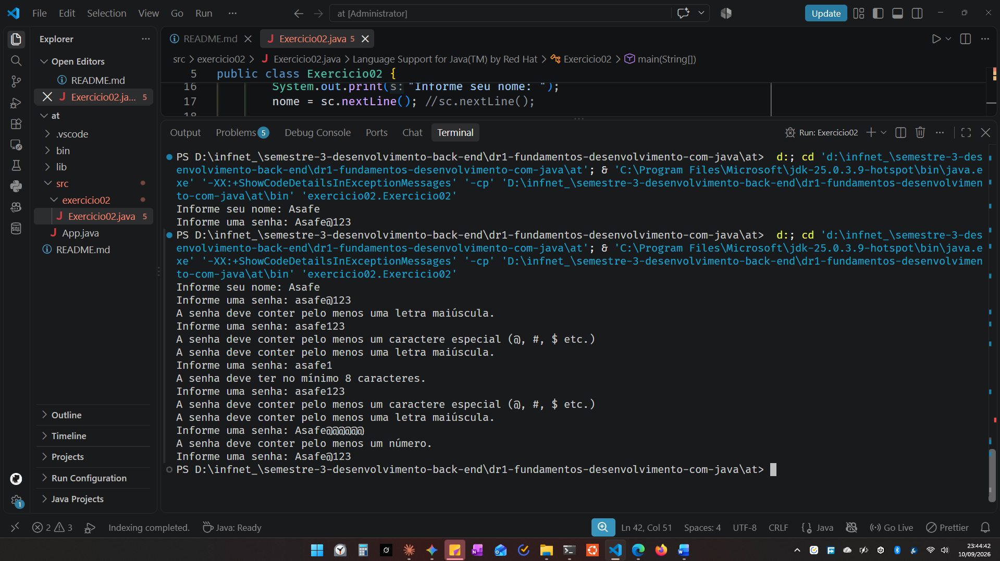 File Edit Selection View Go Run ··· at [Administrator] Update
Explorer ···
Open Editors
README.md
Exercicio02.ja... 5
at
.vscode
bin
lib
src
exercicio02
Exercicio02.java 5
App.java
README.md
Outline
Timeline
Projects
Run Configuration
Java Projects
README.md Exercicio02.java 5
src > exercicio02 > Exercicio02.java > Language Support for Java(TM) by Red Hat > Exercicio02 > main(String[])
5 public class Exercicio02 {
16 System.out.print(s: "Informe seu nome: ");
17 nome = sc.nextLine(); //sc.nextLine();
18
Output Problems 5 Debug Console Ports Chat Terminal Run: Exercicio02
PS D:\infnet_\semestre-3-desenvolvimento-back-end\dr1-fundamentos-desenvolvimento-com-java\at> d:; cd 'd:\infnet_\semestre-3-des
envolvimento-back-end\dr1-fundamentos-desenvolvimento-com-java\at'; & 'C:\Program Files\Microsoft\jdk-25.0.3.9-hotspot\bin\java.e
xe' '-XX:+ShowCodeDetailsInExceptionMessages' '-cp' 'D:\infnet_\semestre-3-desenvolvimento-back-end\dr1-fundamentos-desenvolvimen
to-com-java\at\bin' 'exercicio02.Exercicio02'
Informe seu nome: Asafe
Informe uma senha: Asafe@123
PS D:\infnet_\semestre-3-desenvolvimento-back-end\dr1-fundamentos-desenvolvimento-com-java\at> d:; cd 'd:\infnet_\semestre-3-des
envolvimento-back-end\dr1-fundamentos-desenvolvimento-com-java\at'; & 'C:\Program Files\Microsoft\jdk-25.0.3.9-hotspot\bin\java.e
xe' '-XX:+ShowCodeDetailsInExceptionMessages' '-cp' 'D:\infnet_\semestre-3-desenvolvimento-back-end\dr1-fundamentos-desenvolvimen
to-com-java\at\bin' 'exercicio02.Exercicio02'
Informe seu nome: Asafe
Informe uma senha: asafe@123
A senha deve conter pelo menos uma letra maiúscula.
Informe uma senha: asafe123
A senha deve conter pelo menos um caractere especial (@, #, $ etc.)
A senha deve conter pelo menos uma letra maiúscula.
Informe uma senha: asafe1
A senha deve ter no mínimo 8 caracteres.
Informe uma senha: asafe123
A senha deve conter pelo menos um caractere especial (@, #, $ etc.)
A senha deve conter pelo menos uma letra maiúscula.
Informe uma senha: Asafe@@@@@@
A senha deve conter pelo menos um número.
Informe uma senha: Asafe@123
PS D:\infnet_\semestre-3-desenvolvimento-back-end\dr1-fundamentos-desenvolvimento-com-java\at>
1
2 3 Indexing completed. Java: Ready Ln 42, Col 51 Spaces: 4 UTF-8 CRLF Java Go Live Prettier
23:44:42
10/09/2026